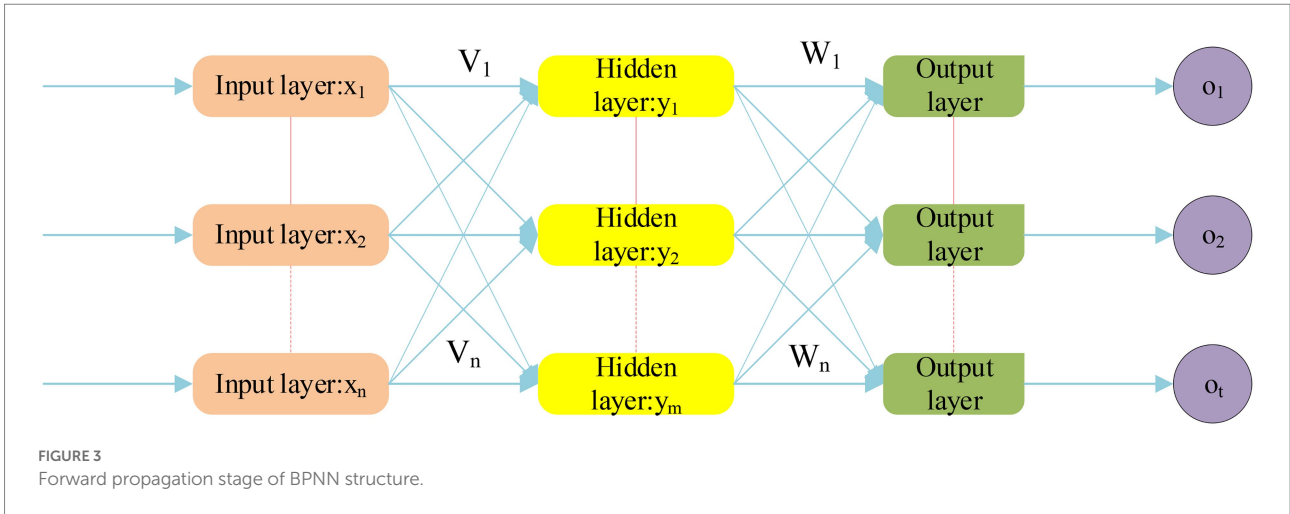 V₁
W₁
Input layer:x₁
Hidden
layer:y₁
Output
layer
o₁
Input layer:x₂
Hidden
layer:y₂
Output
layer
o₂
Vₙ
Wₙ
Input layer:xₙ
Hidden
layer:yₘ
Output
layer
oₜ
FIGURE 3
Forward propagation stage of BPNN structure.